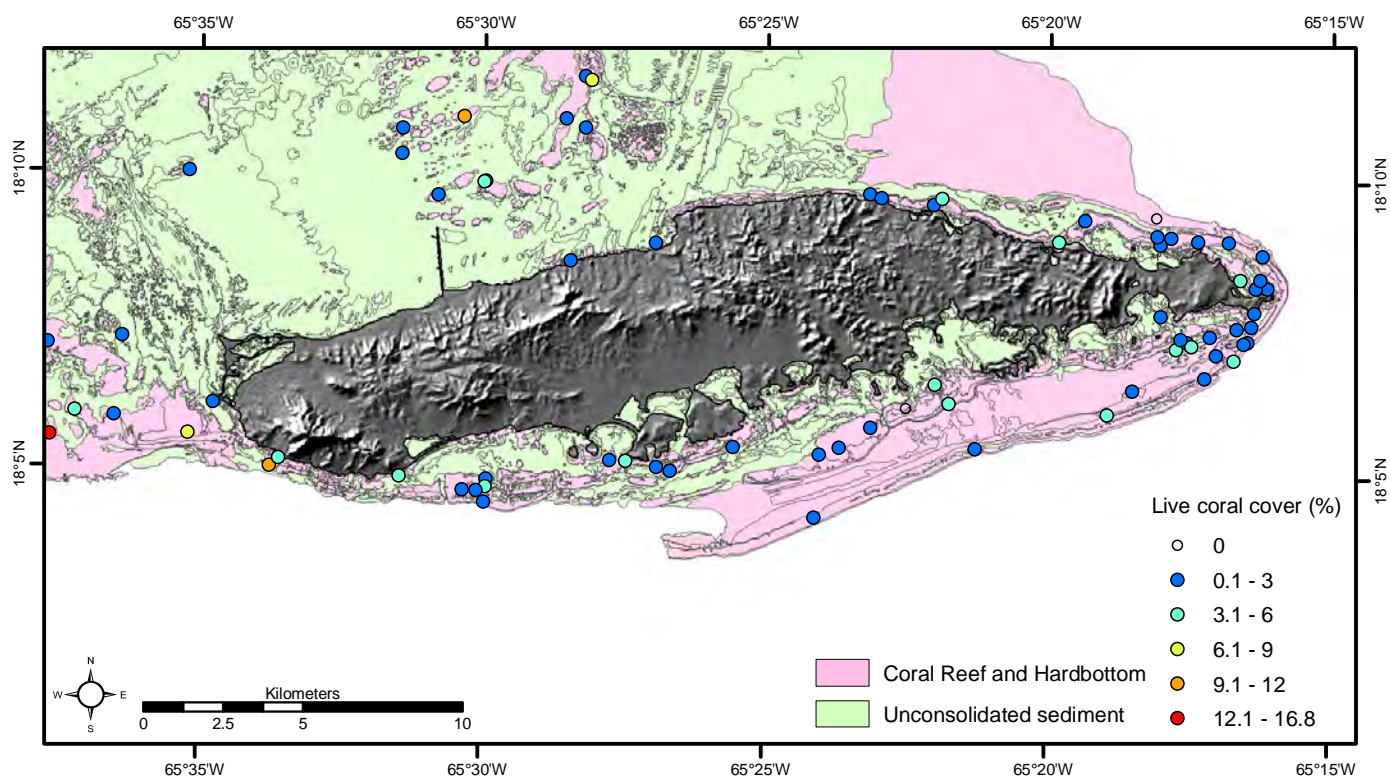 65°35'W 65°30'W 65°25'W 65°20'W 65°15'W
18°10'N 18°10'N
18°5'N 18°5'N
Live coral cover (%)
0
0.1 - 3
3.1 - 6
6.1 - 9
9.1 - 12
12.1 - 16.8
Coral Reef and Hardbottom
Unconsolidated sediment
N
W E
S
Kilometers
0 2.5 5 10
65°35'W 65°30'W 65°25'W 65°20'W 65°15'W